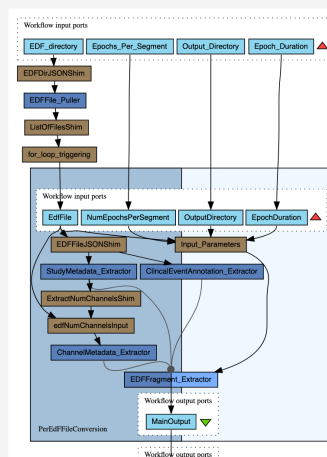 Workflow input ports
EDF_directory Epochs_Per_Segment Output_Directory Epoch_Duration
EDFDirJSONShim
EDFFile_Puller
ListOfFilesShim
for_loop_triggering
Workflow input ports
EdfFile NumEpochsPerSegment OutputDirectory EpochDuration
EDFFileJSONShim Input_Parameters
StudyMetadata_Extractor ClincalEventAnnotation_Extractor
ExtractNumChannelsShim
edfNumChannelsInput
ChannelMetadata_Extractor
EDFFragment_Extractor
Workflow output ports
MainOutput
PerEdFFileConversion
Workflow output ports